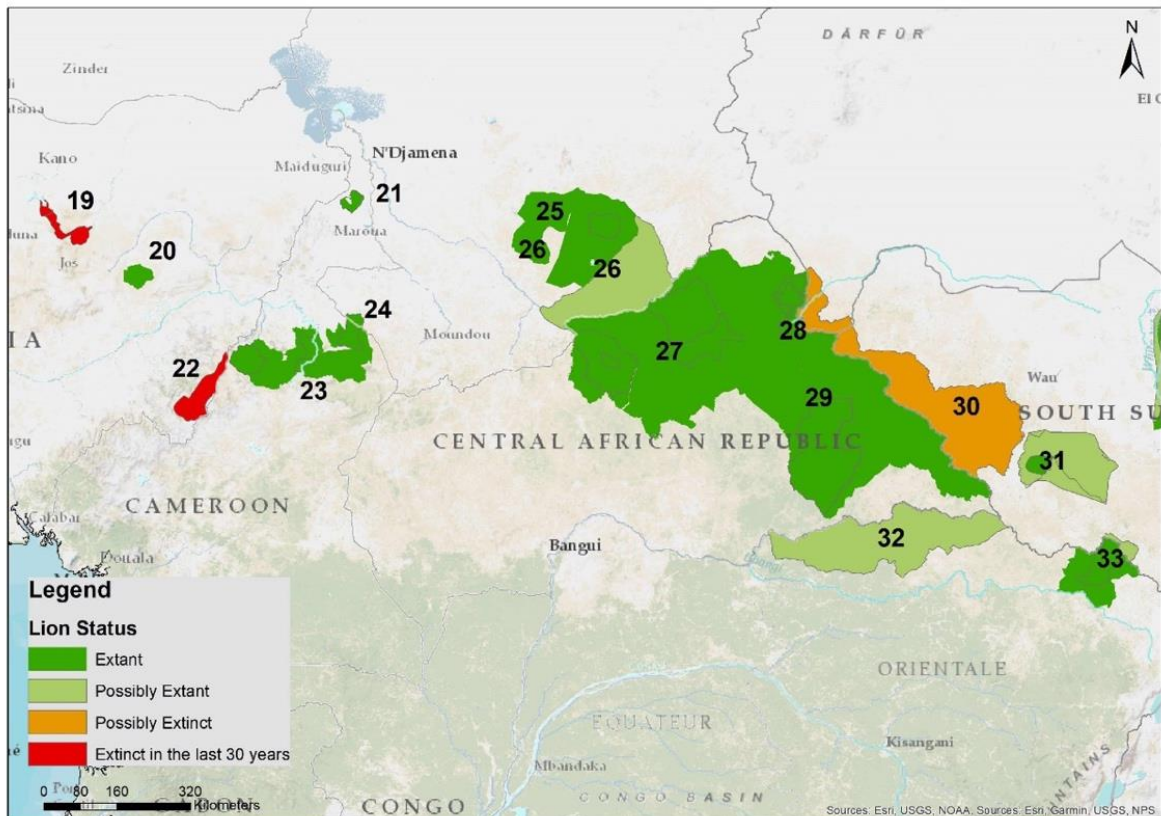 DĀRFŪR
N
Zinder
El
Kano
N'Djamena
Maiduguri
19
21
20
Maroua
Jos
25
26
26
24
Moundou
28
22
27
23
29
30
Wau
SOUTH SU
CENTRAL AFRICAN REPUBLIC
31
CAMEROON
Calabar
Bangui
32
33
Douala
Legend
Lion Status
Extant
Possibly Extant
Possibly Extinct
Extinct in the last 30 years
ORIENTALE
EQUATEUR
Kisangani
Mbandaka
CONGO BASIN
CONGO
NTAINS
0 80 160 320
Kilometers
Sources: Esri, USGS, NOAA, Sources: Esri, Garmin, USGS, NPS